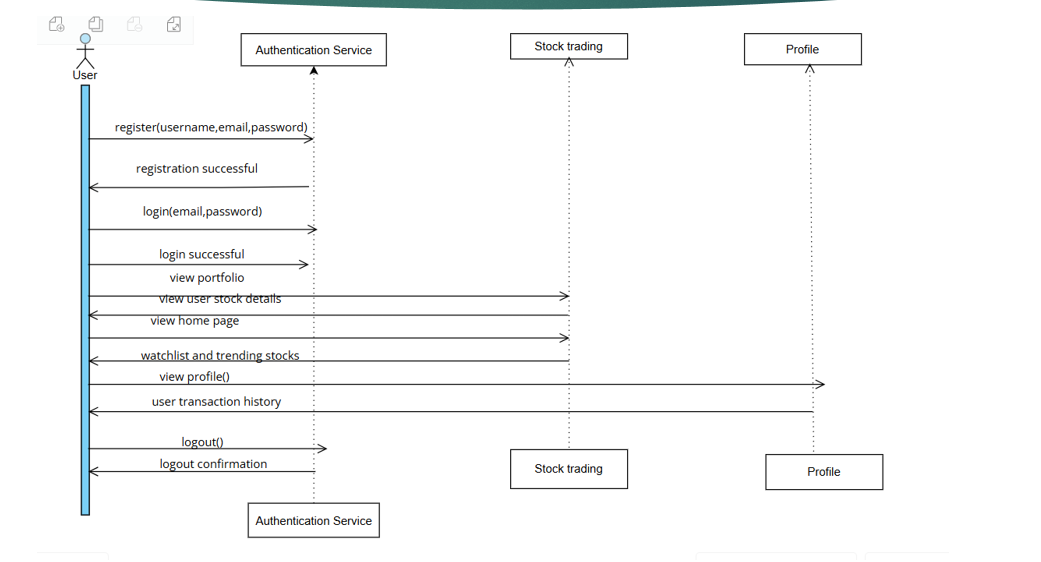 Authentication Service
Stock trading
Profile
User
register(username,email,password)
registration successful
login(email,password)
login successful
view portfolio
view user stock details
view home page
watchlist and trending stocks
view profile()
user transaction history
logout()
logout confirmation
Stock trading
Profile
Authentication Service